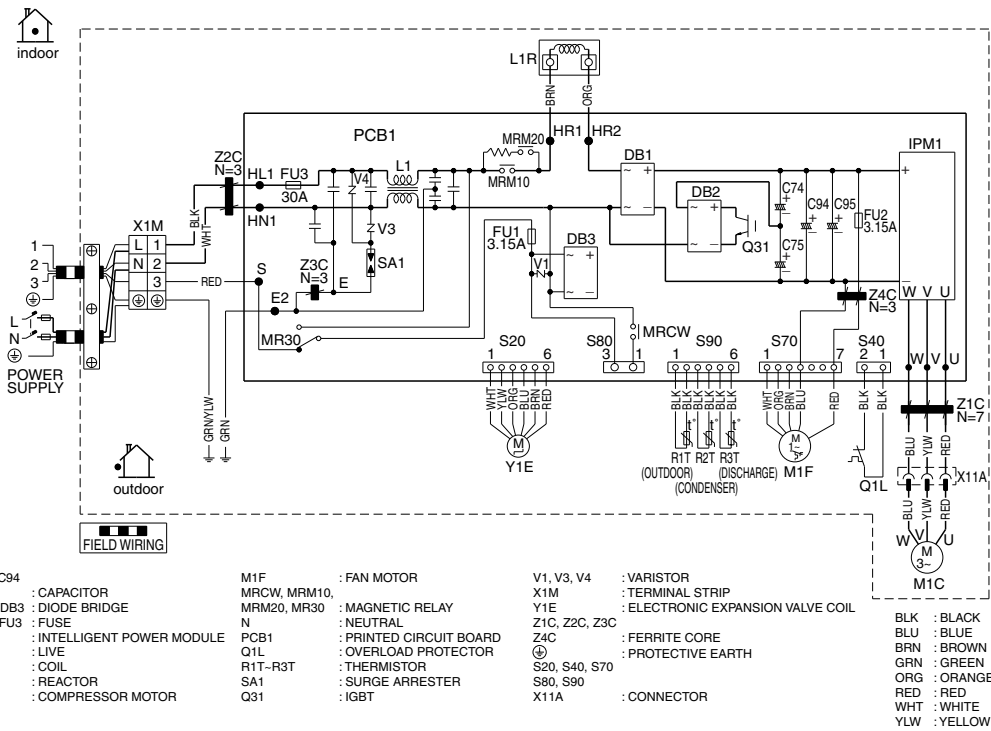 indoor
L1R
BRN
ORG
HR1
HR2
PCB1
MRM20
MRM10
IPM1
Z2C
N=3
HL1
FU3
30A
V4
L1
DB1
DB2
C74
C94
C95
FU2
3.15A
HN1
BLK
WHT
X1M
V3
FU1
3.15A
DB3
Q31
C75
1
2
3
L 1
N 2
3
RED
S
Z3C
N=3
E
SA1
V1
W V U
Z4C
N=3
L
N
POWER
SUPPLY
E2
MR30
MRCW
S20
1 6
S80
3 1
S90
1 6
S70
1 7
S40
2 1
W V U
GRN/YLW
GRN
WHT
YLW
ORG
BLU
BRN
RED
M
Y1E
BLK
BLK
BLK
BLK
BLK
BLK
t°
t°
t°
R1T R2T R3T
(OUTDOOR) (DISCHARGE)
(CONDENSER)
WHT
ORG
BRN
BLU
RED
M
1~
M1F
BLK
BLK
Q1L
Z1C
N=7
BLU
YLW
RED
X11A
BLU
YLW
RED
W V U
M
3~
M1C
outdoor
FIELD WIRING
C94
: CAPACITOR
DB3 : DIODE BRIDGE
FU3 : FUSE
: INTELLIGENT POWER MODULE
: LIVE
: COIL
: REACTOR
: COMPRESSOR MOTOR
M1F : FAN MOTOR
MRCW, MRM10,
MRM20, MR30 : MAGNETIC RELAY
N : NEUTRAL
PCB1 : PRINTED CIRCUIT BOARD
Q1L : OVERLOAD PROTECTOR
R1T~R3T : THERMISTOR
SA1 : SURGE ARRESTER
Q31 : IGBT
V1, V3, V4 : VARISTOR
X1M : TERMINAL STRIP
Y1E : ELECTRONIC EXPANSION VALVE COIL
Z1C, Z2C, Z3C
Z4C : FERRITE CORE
: PROTECTIVE EARTH
S20, S40, S70
S80, S90
X11A : CONNECTOR
BLK : BLACK
BLU : BLUE
BRN : BROWN
GRN : GREEN
ORG : ORANGE
RED : RED
WHT : WHITE
YLW : YELLOW